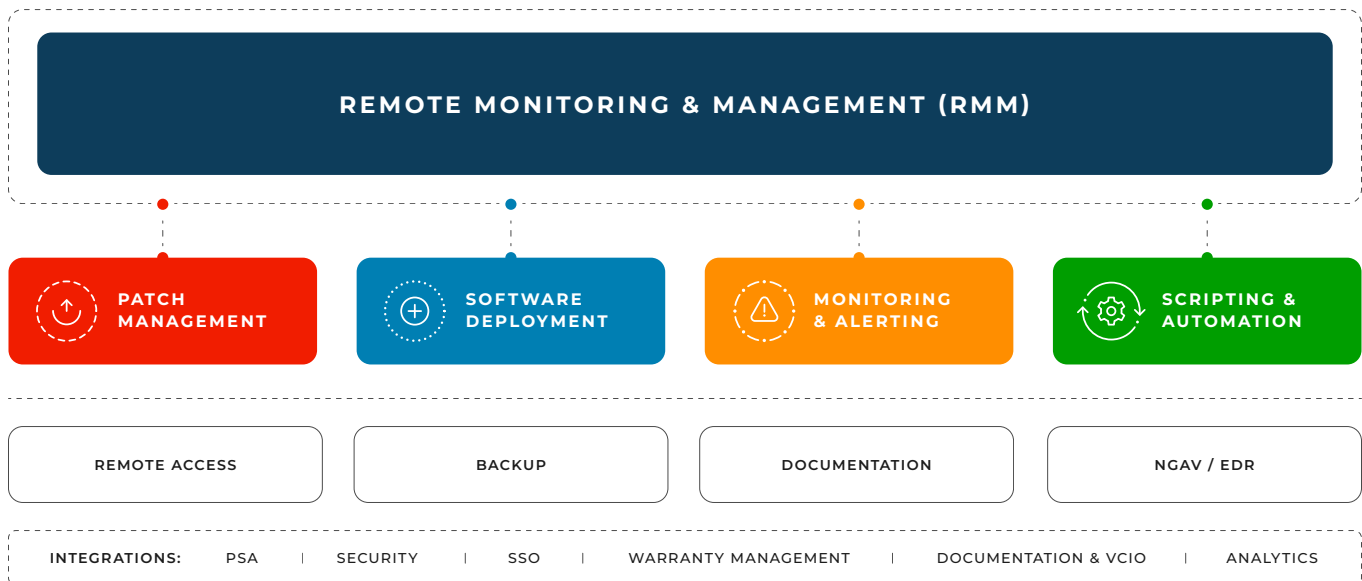 REMOTE MONITORING & MANAGEMENT (RMM)
PATCH
MANAGEMENT
SOFTWARE
DEPLOYMENT
MONITORING
& ALERTING
SCRIPTING &
AUTOMATION
REMOTE ACCESS
BACKUP
DOCUMENTATION
NGAV / EDR
INTEGRATIONS: PSA | SECURITY | SSO | WARRANTY MANAGEMENT | DOCUMENTATION & VCIO | ANALYTICS